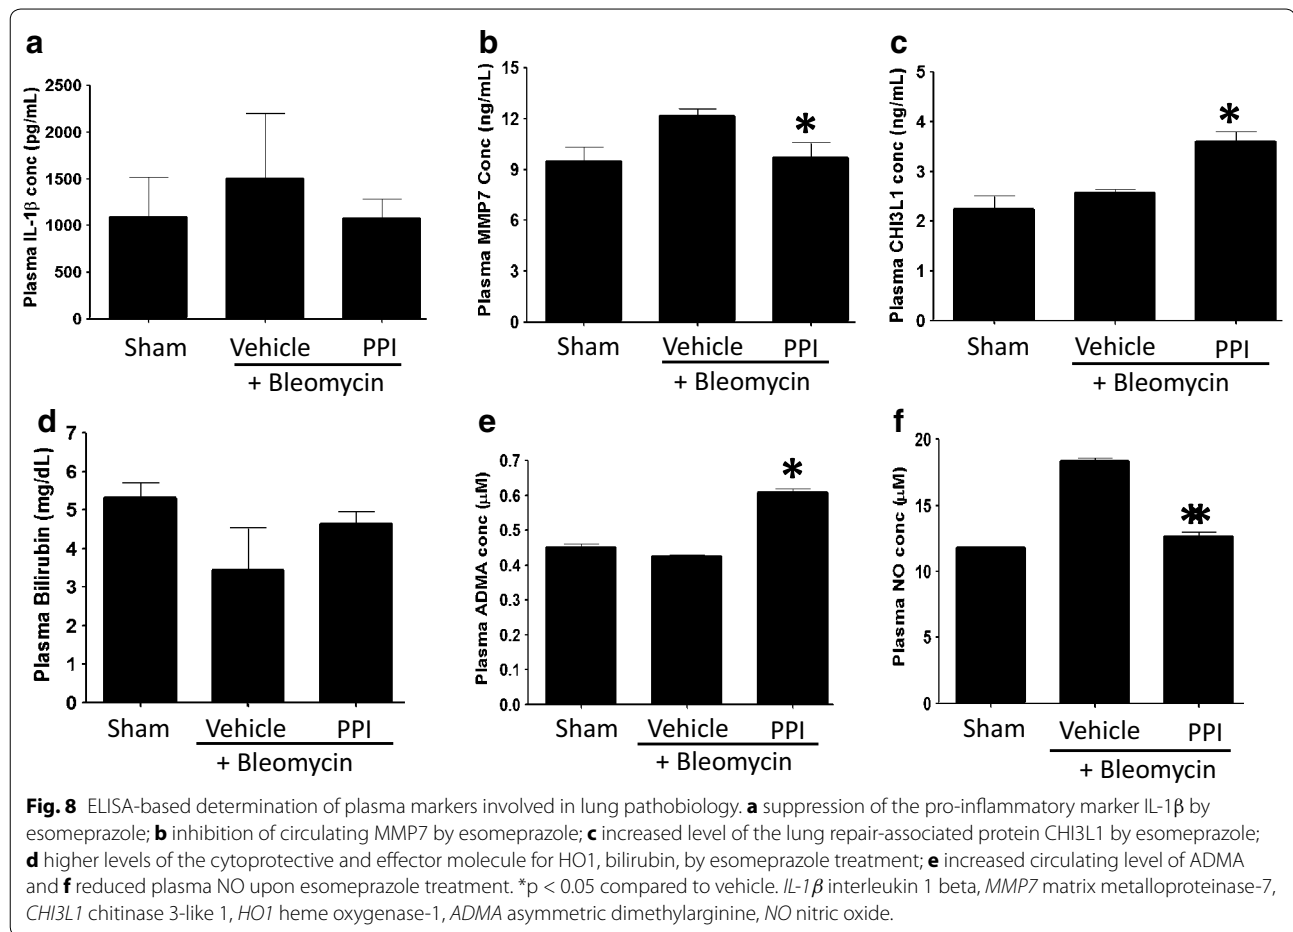 a
Plasma IL-1β conc (pg/mL)
2500
2000
1500
1000
500
0
Sham Vehicle PPI
+ Bleomycin
b
Plasma MMP7 Conc (ng/mL)
15
12
9
6
3
0
*
Sham Vehicle PPI
+ Bleomycin
c
Plasma CHI3L1 conc (ng/mL)
5
4
3
2
1
0
*
Sham Vehicle PPI
+ Bleomycin
d
Plasma Bilirubin (mg/dL)
7
6
5
4
3
2
1
0
Sham Vehicle PPI
+ Bleomycin
e
Plasma ADMA conc (μM)
0.7
0.6
0.5
0.4
0.3
0.2
0.1
0.0
*
Sham Vehicle PPI
+ Bleomycin
f
Plasma NO conc (μM)
20
15
10
5
0
**
Sham Vehicle PPI
+ Bleomycin
Fig. 8 ELISA-based determination of plasma markers involved in lung pathobiology. a suppression of the pro-inflammatory marker IL-1β by
esomeprazole; b inhibition of circulating MMP7 by esomeprazole; c increased level of the lung repair-associated protein CHI3L1 by esomeprazole;
d higher levels of the cytoprotective and effector molecule for HO1, bilirubin, by esomeprazole treatment; e increased circulating level of ADMA
and f reduced plasma NO upon esomeprazole treatment. *p < 0.05 compared to vehicle. IL-1β interleukin 1 beta, MMP7 matrix metalloproteinase-7,
CHI3L1 chitinase 3-like 1, HO1 heme oxygenase-1, ADMA asymmetric dimethylarginine, NO nitric oxide.